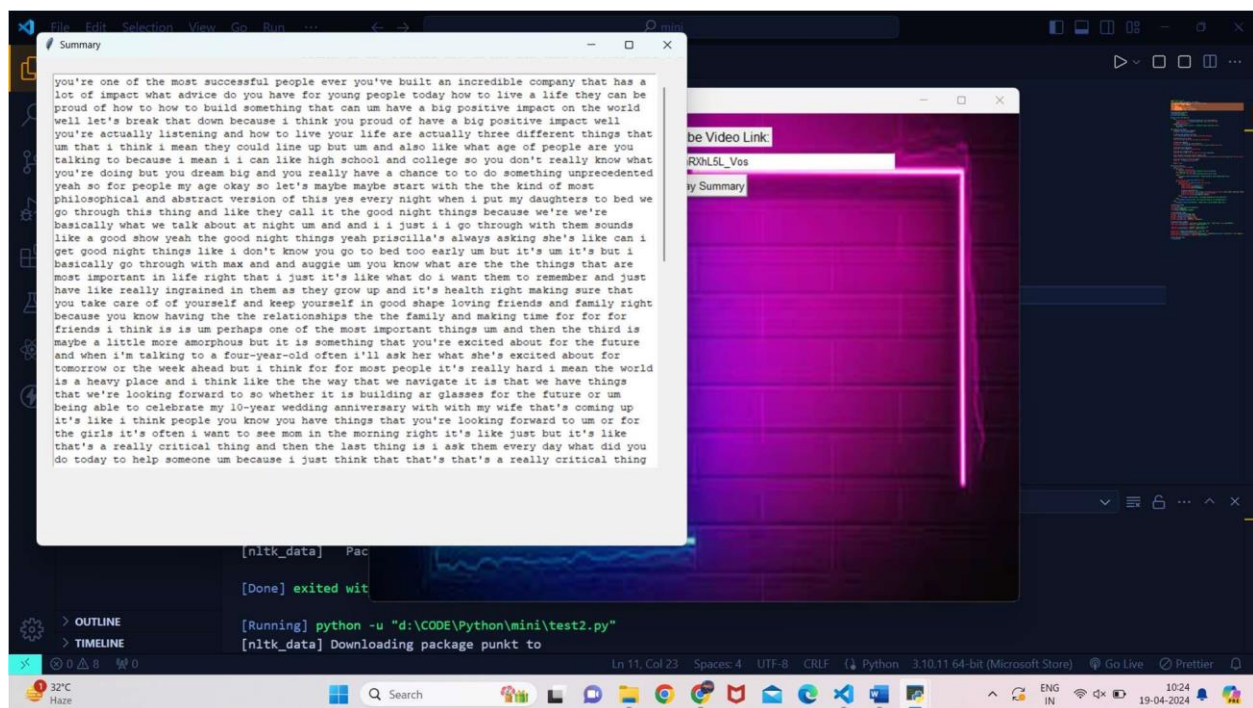 File Edit Selection View Go Run ··· mini
Summary
you're one of the most successful people ever you've built an incredible company that has a
lot of impact what advice do you have for young people today how to live a life they can be
proud of how to how to build something that can um have a big positive impact on the world
well let's break that down because i think you proud of have a big positive impact well
you're actually listening and how to live your life are actually three different things that
um that i think i mean they could line up but um and also like what age of people are you
talking to because i mean i i can like high school and college so you don't really know what
you're doing but you dream big and you really have a chance to to do something unprecedented
yeah so for people my age okay so let's maybe maybe start with the the kind of most
philosophical and abstract version of this yes every night when i put my daughters to bed we
go through this thing and like they call it the good night things because we're we're
basically what we talk about at night um and and i i just i i go through with them sounds
like a good show yeah the good night things yeah priscilla's always asking she's like can i
get good night things like i don't know you go to bed too early um but it's um it's but i
basically go through with max and and auggie um you know what are the the things that are
most important in life right that i just it's like what do i want them to remember and just
have like really ingrained in them as they grow up and it's health right making sure that
you take care of of yourself and keep yourself in good shape loving friends and family right
because you know having the the relationships the the family and making time for for for
friends i think is is um perhaps one of the most important things um and then the third is
maybe a little more amorphous but it is something that you're excited about for the future
and when i'm talking to a four-year-old often i'll ask her what she's excited about for
tomorrow or the week ahead but i think for for most people it's really hard i mean the world
is a heavy place and i think like the the way that we navigate it is that we have things
that we're looking forward to so whether it is building ar glasses for the future or um
being able to celebrate my 10-year wedding anniversary with with my wife that's coming up
it's like i think people you know you have things that you're looking forward to um or for
the girls it's often i want to see mom in the morning right it's like just but it's like
that's a really critical thing and then the last thing is i ask them every day what did you
do today to help someone um because i just think that that's that's a really critical thing
be Video Link:
RXhL5L_Vos
ay Summary
[nltk_data] Pac
[Done] exited wit
[Running] python -u "d:\CODE\Python\mini\test2.py"
[nltk_data] Downloading package punkt to
OUTLINE
TIMELINE
0 8 0 Ln 11, Col 23 Spaces: 4 UTF-8 CRLF Python 3.10.11 64-bit (Microsoft Store) Go Live Prettier
1 32°C
Haze
Search
ENG
IN
10:24
19-04-2024